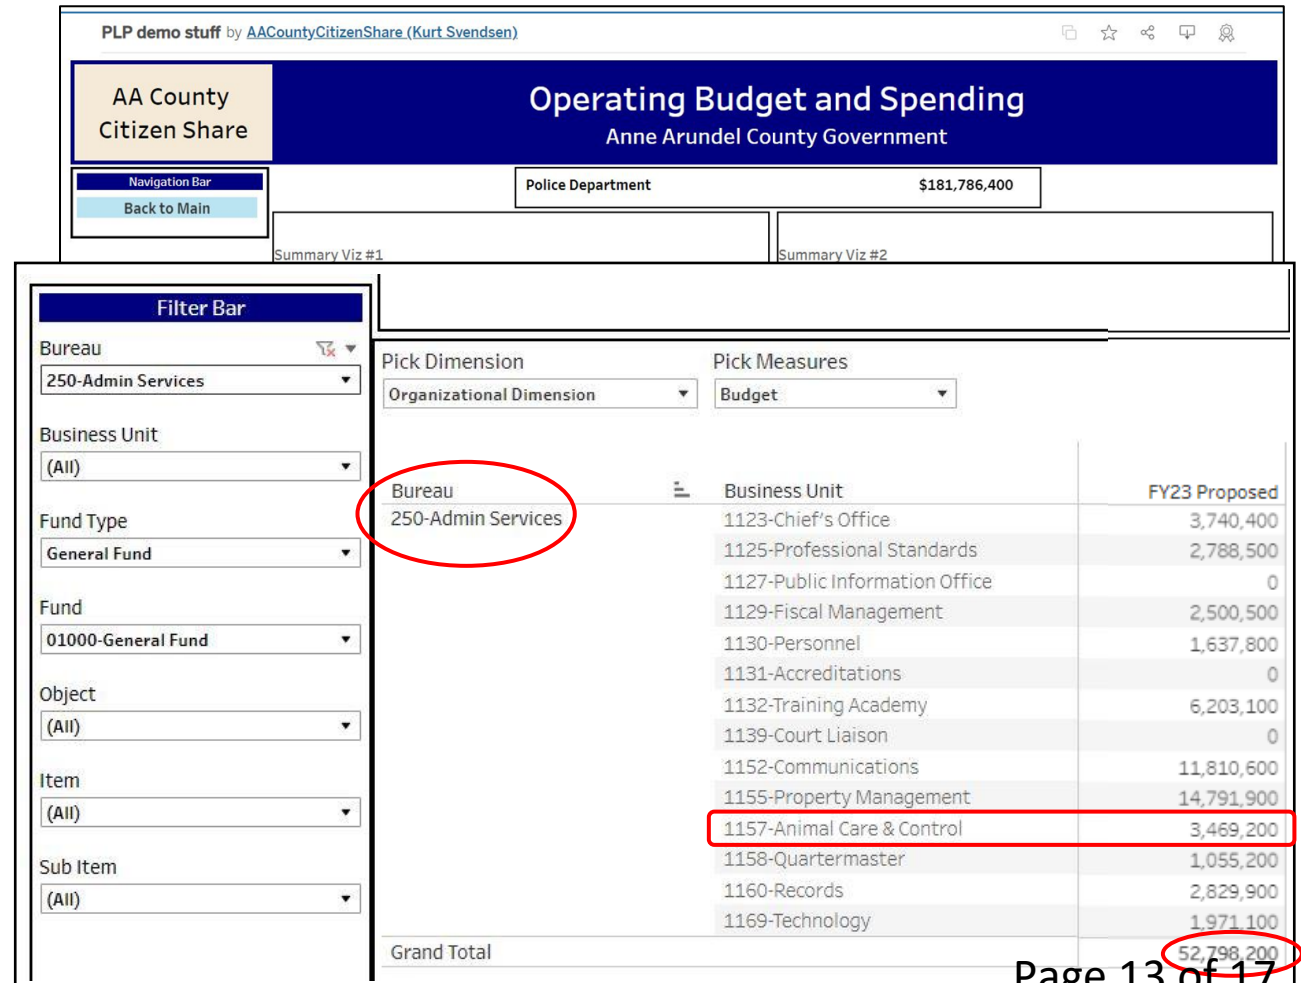 PLP demo stuff by AACountyCitizenShare (Kurt Svendsen)
AA County
Citizen Share
Operating Budget and Spending
Anne Arundel County Government
Navigation Bar
Back to Main
Police Department $181,786,400
Summary Viz #1 Summary Viz #2
Filter Bar
Bureau
250-Admin Services
Business Unit
(All)
Fund Type
General Fund
Fund
01000-General Fund
Object
(All)
Item
(All)
Sub Item
(All)
Pick Dimension Pick Measures
Organizational Dimension Budget
Bureau Business Unit FY23 Proposed
250-Admin Services 1123-Chief's Office 3,740,400
1125-Professional Standards 2,788,500
1127-Public Information Office 0
1129-Fiscal Management 2,500,500
1130-Personnel 1,637,800
1131-Accreditations 0
1132-Training Academy 6,203,100
1139-Court Liaison 0
1152-Communications 11,810,600
1155-Property Management 14,791,900
1157-Animal Care & Control 3,469,200
1158-Quartermaster 1,055,200
1160-Records 2,829,900
1169-Technology 1,971,100
Grand Total 52,798,200
Page 13 of 17